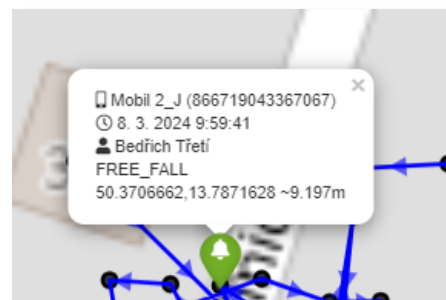 Mobil 2_J (866719043367067)
8. 3. 2024 9:59:41
Bedřich Třetí
FREE_FALL
50.3706662,13.7871628 ~9.197m